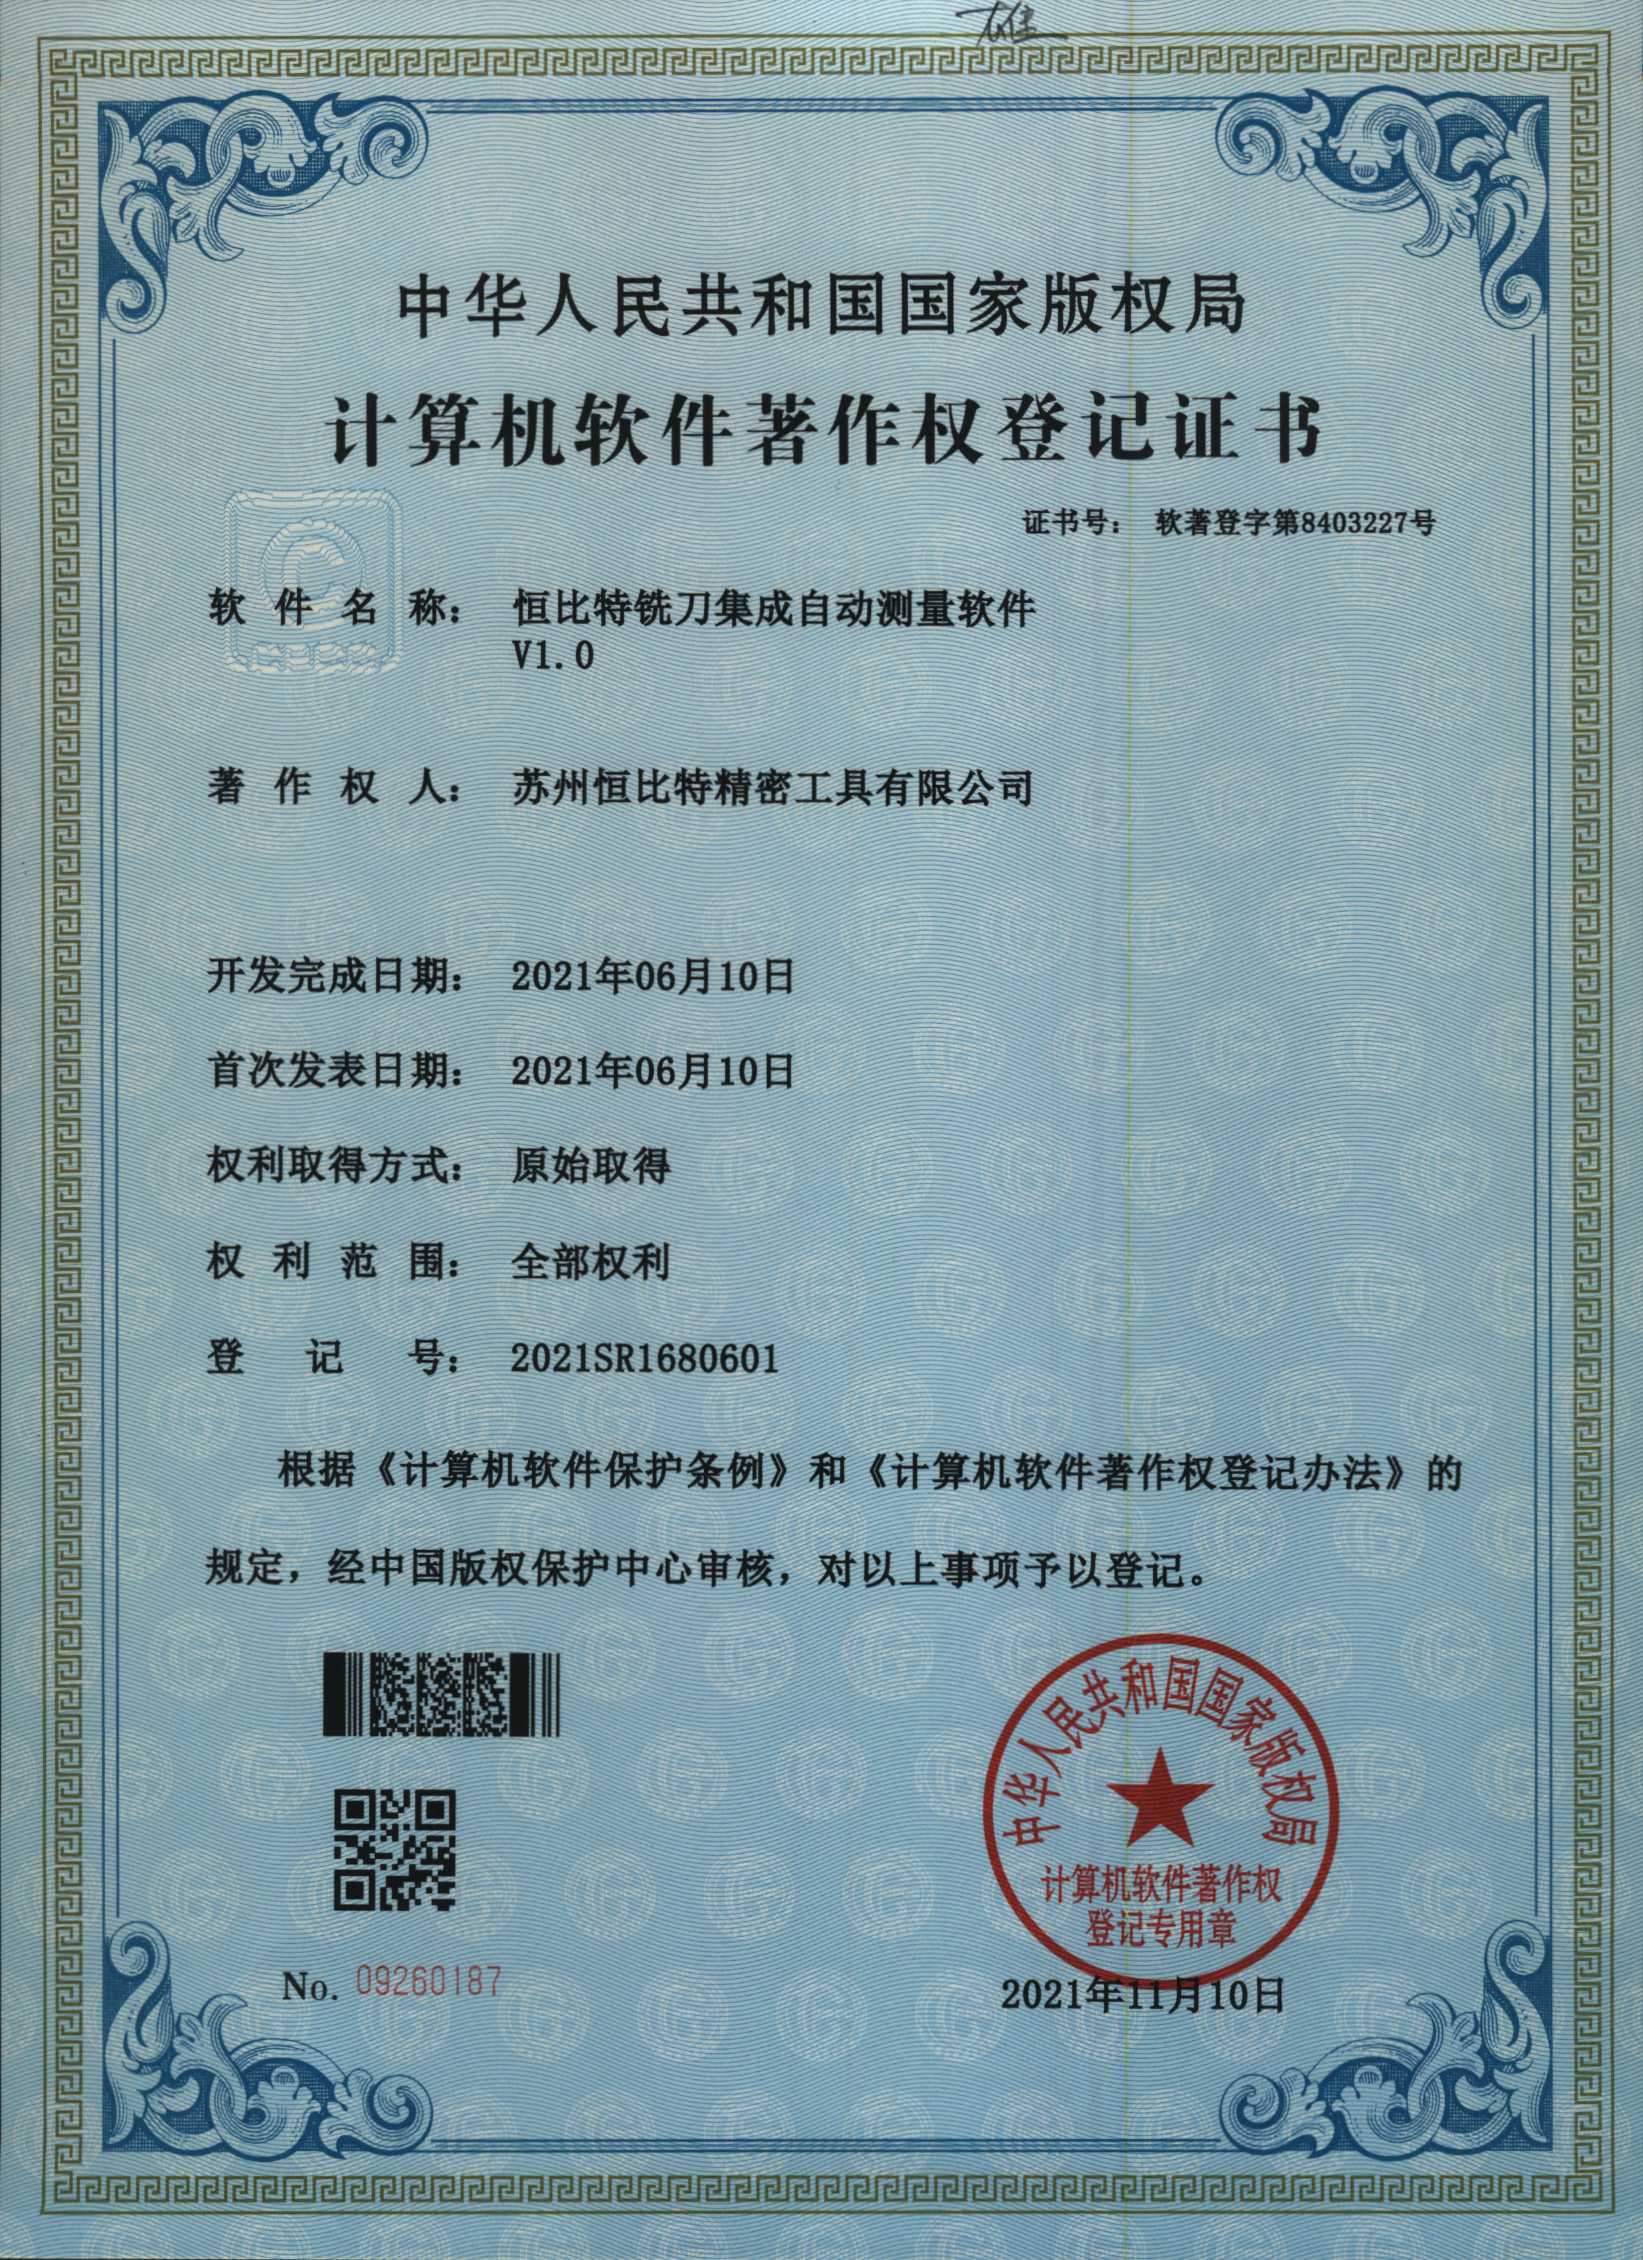 中华人民共和国国家版权局
计算机软件著作权登记证书
证书号： 软著登字第8403227号
软件名称： 恒比特铣刀集成自动测量软件
V1.0
著作权人： 苏州恒比特精密工具有限公司
开发完成日期： 2021年06月10日
首次发表日期： 2021年06月10日
权利取得方式： 原始取得
权利范围： 全部权利
登记号： 2021SR1680601
根据《计算机软件保护条例》和《计算机软件著作权登记办法》的
规定，经中国版权保护中心审核，对以上事项予以登记。
中华人民共和国国家版权局
计算机软件著作权
登记专用章
No. 09260187
2021年11月10日